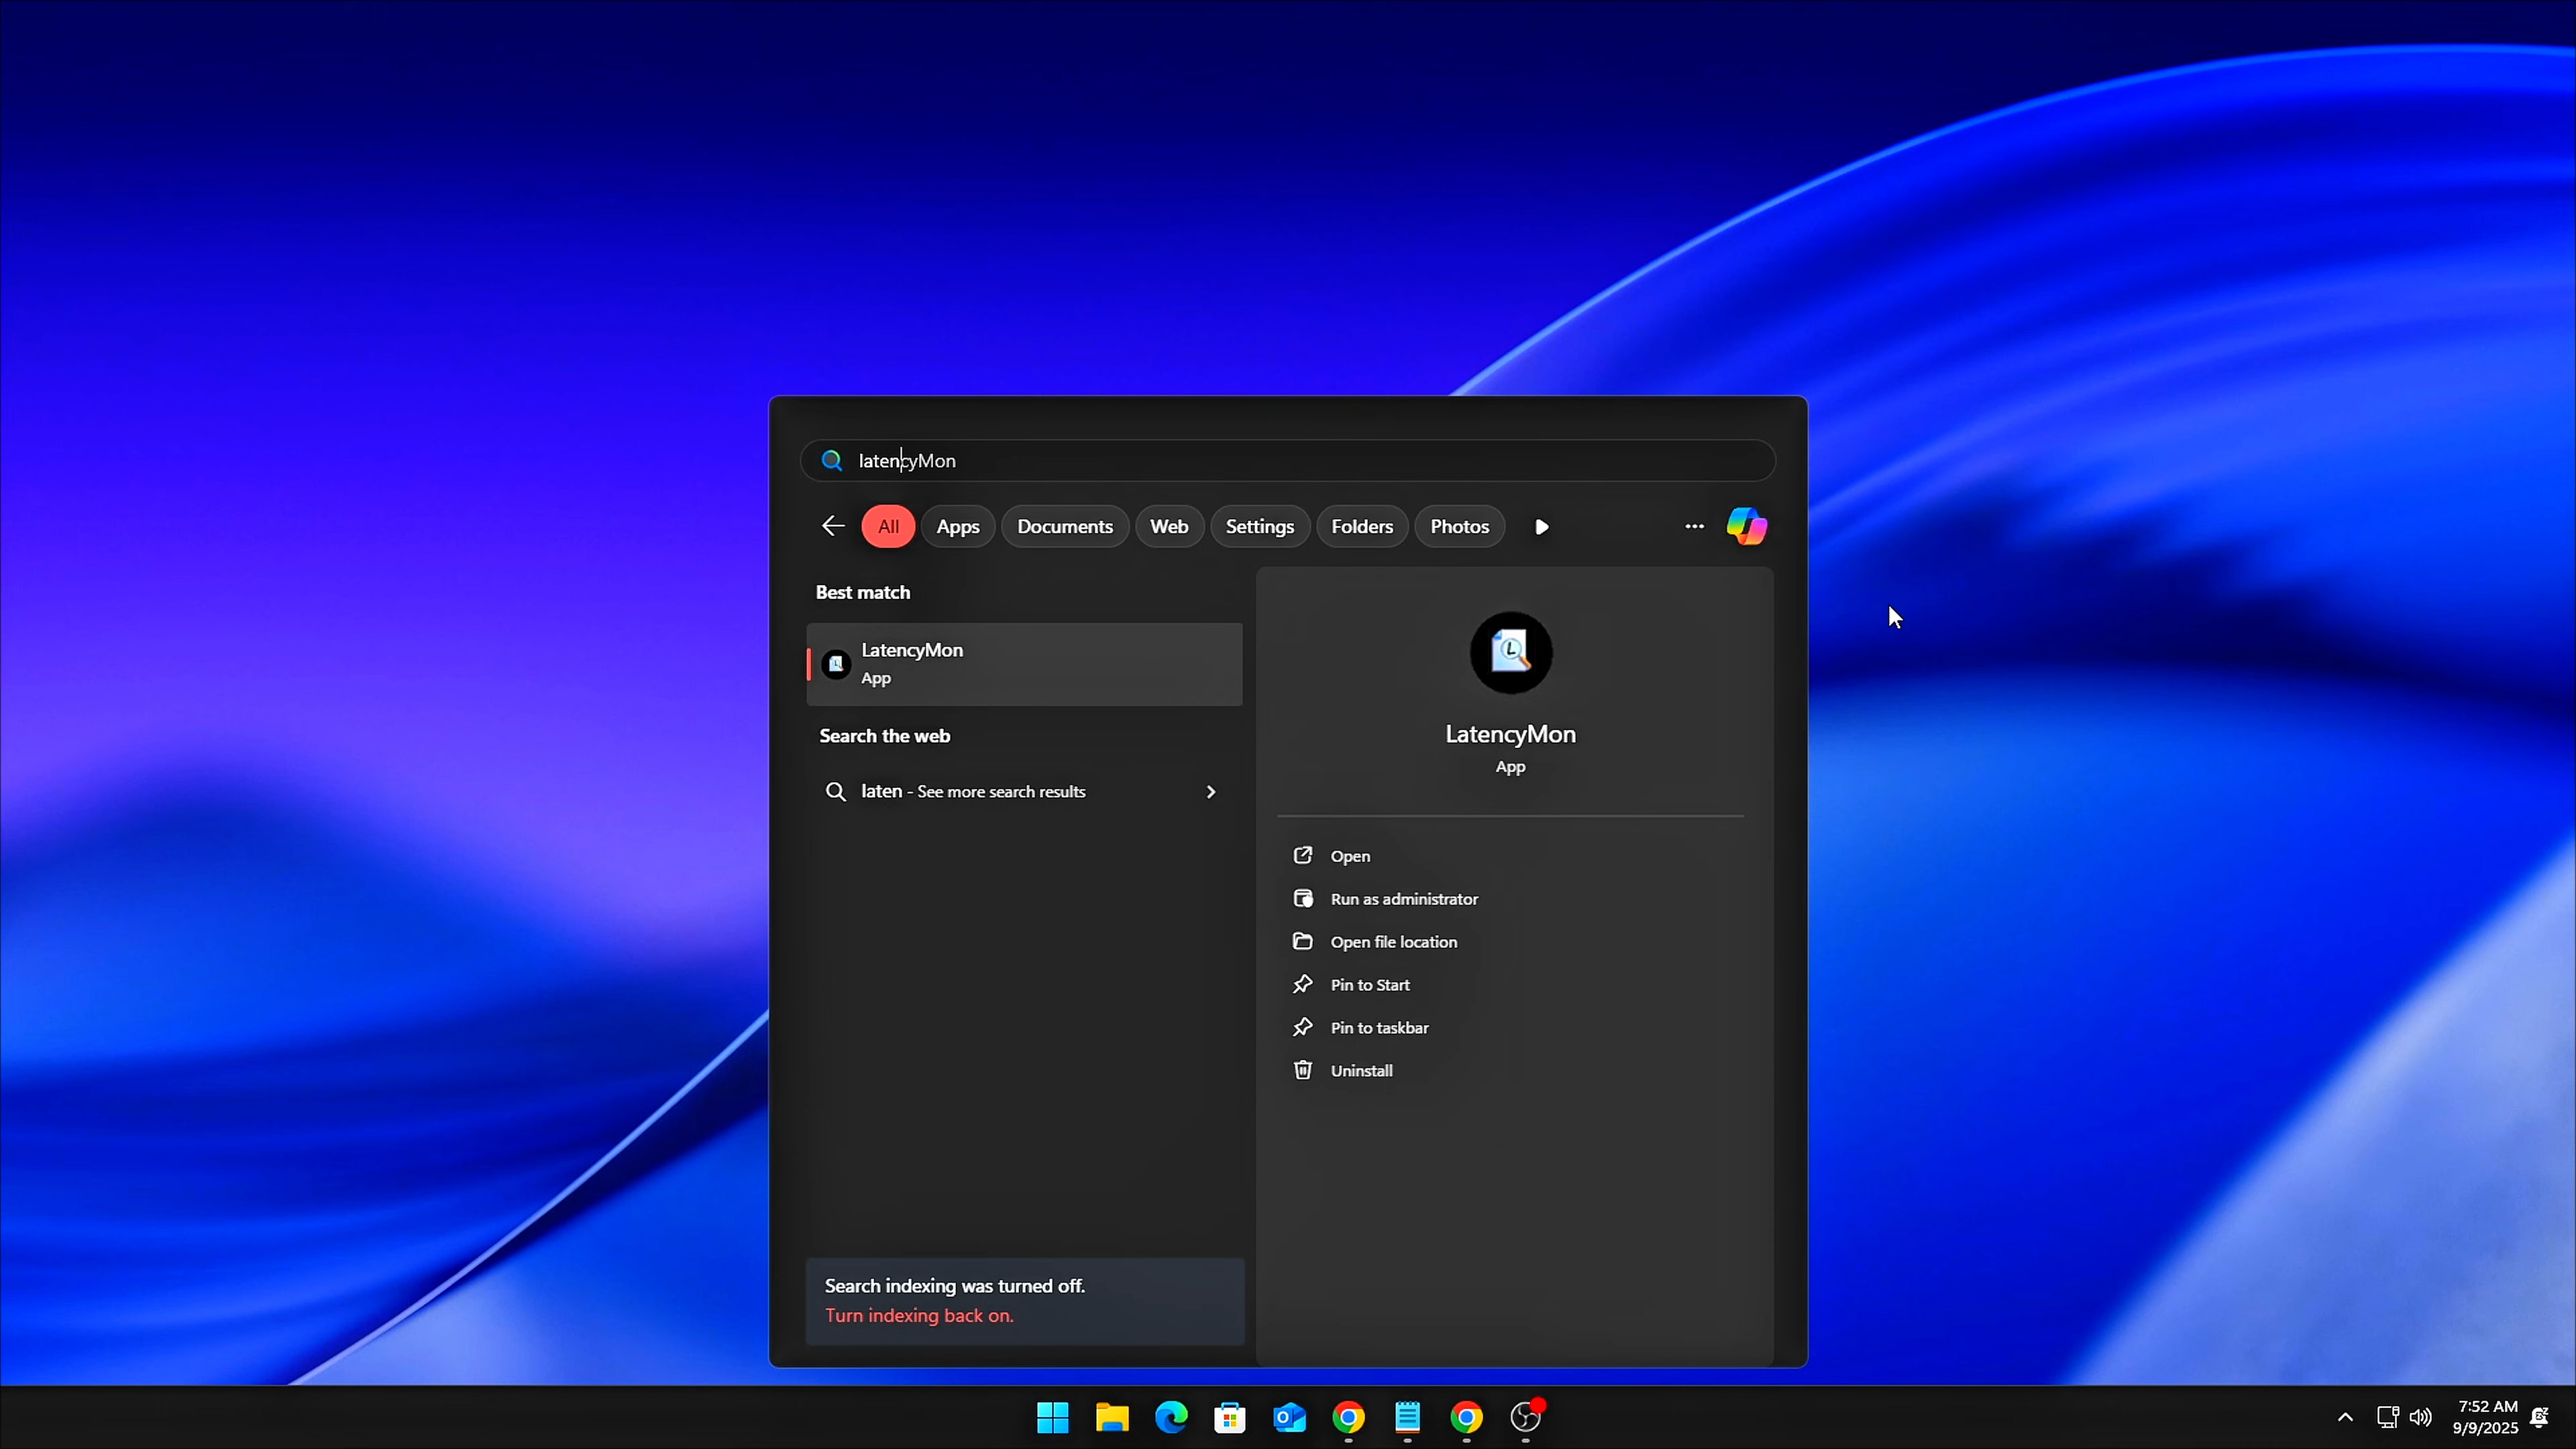 latencyMon
All
Apps
Documents
Web
Settings
Folders
Photos
Best match
LatencyMon
App
Search the web
laten - See more search results
LatencyMon
App
Open
Run as administrator
Open file location
Pin to Start
Pin to taskbar
Uninstall
Search indexing was turned off.
Turn indexing back on.
7:52 AM
9/9/2025